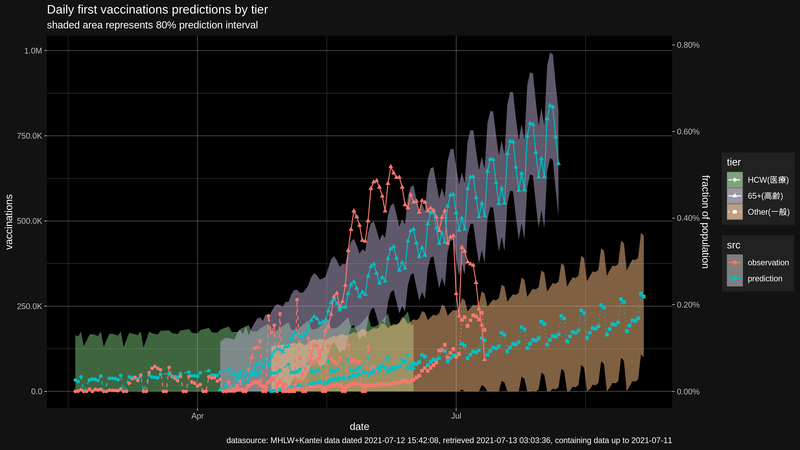 Daily first vaccinations predictions by tier
shaded area represents 80% prediction interval
1.0M
750.0K
500.0K
250.0K
0.0
vaccinations
0.80%
0.60%
0.40%
0.20%
0.00%
fraction of population
Apr
Jul
date
tier
HCW(医療)
65+(高齢)
Other(一般)
src
observation
prediction
datasource: MHLW+Kantei data dated 2021-07-12 15:42:08, retrieved 2021-07-13 03:03:36, containing data up to 2021-07-11